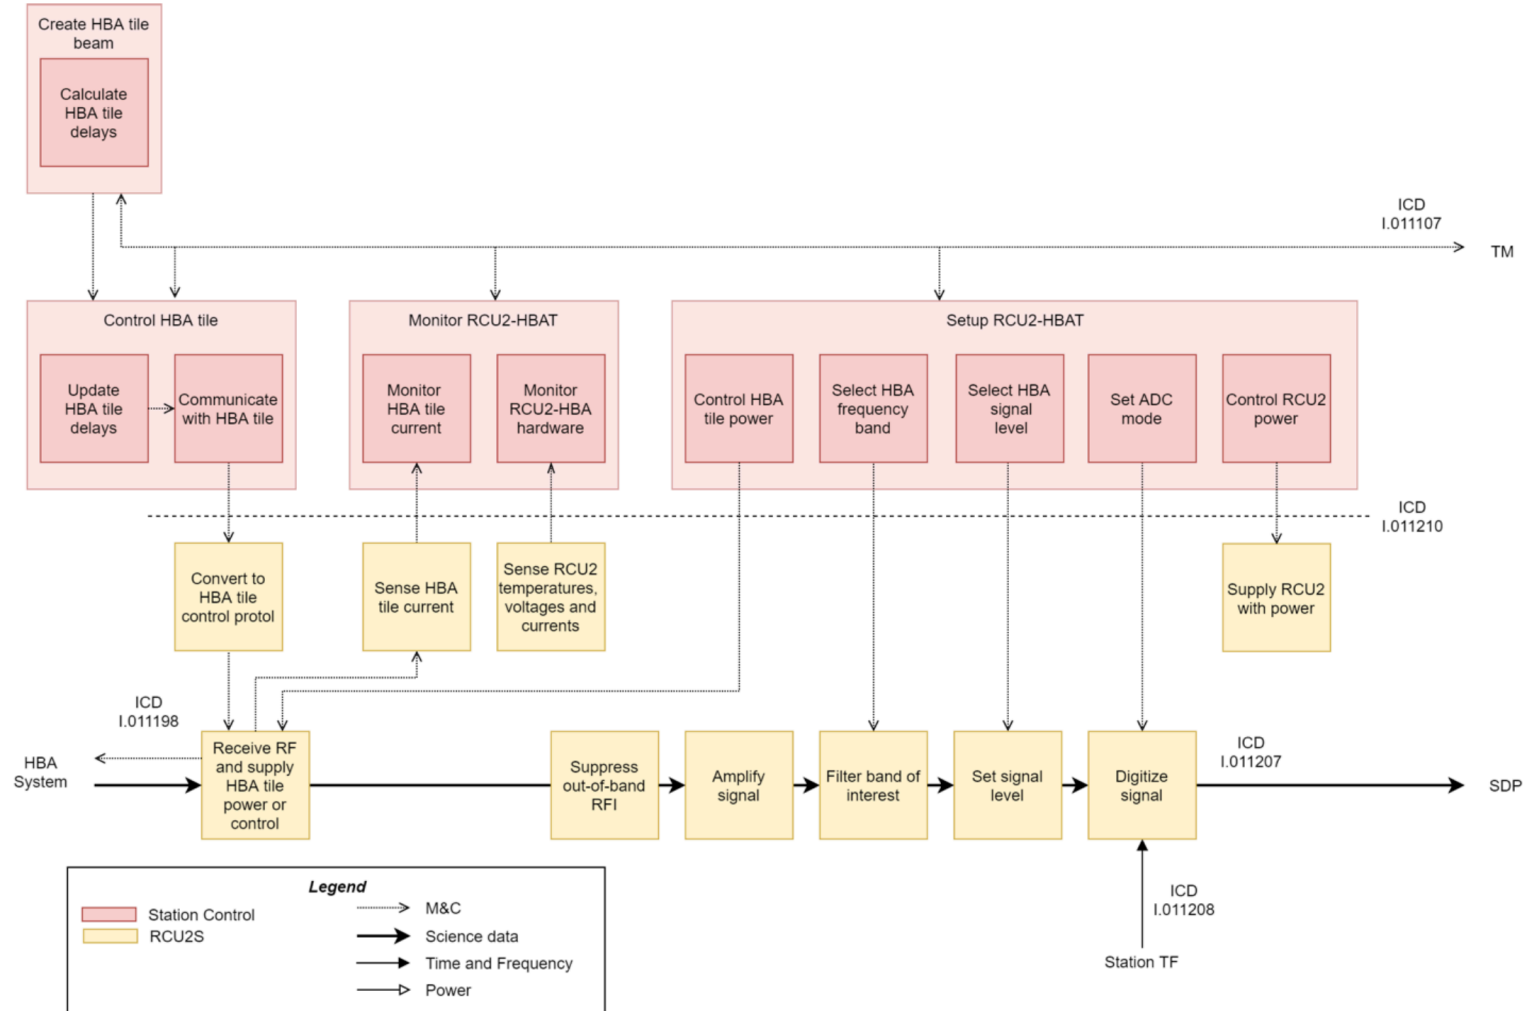 Create HBA tile
beam
Calculate
HBA tile
delays
ICD
I.011107
TM
Control HBA tile
Update
HBA tile
delays
Communicate
with HBA tile
Monitor RCU2-HBAT
Monitor
HBA tile
current
Monitor
RCU2-HBA
hardware
Setup RCU2-HBAT
Control HBA
tile power
Select HBA
frequency
band
Select HBA
signal
level
Set ADC
mode
Control RCU2
power
ICD
I.011210
Convert to
HBA tile
control protol
Sense HBA
tile current
Sense RCU2
temperatures,
voltages and
currents
Supply RCU2
with power
ICD
I.011198
HBA
System
Receive RF
and supply
HBA tile
power or
control
Suppress
out-of-band
RFI
Amplify
signal
Filter band of
interest
Set signal
level
Digitize
signal
ICD
I.011207
SDP
ICD
I.011208
Station TF
Legend
Station Control
RCU2S
M&C
Science data
Time and Frequency
Power